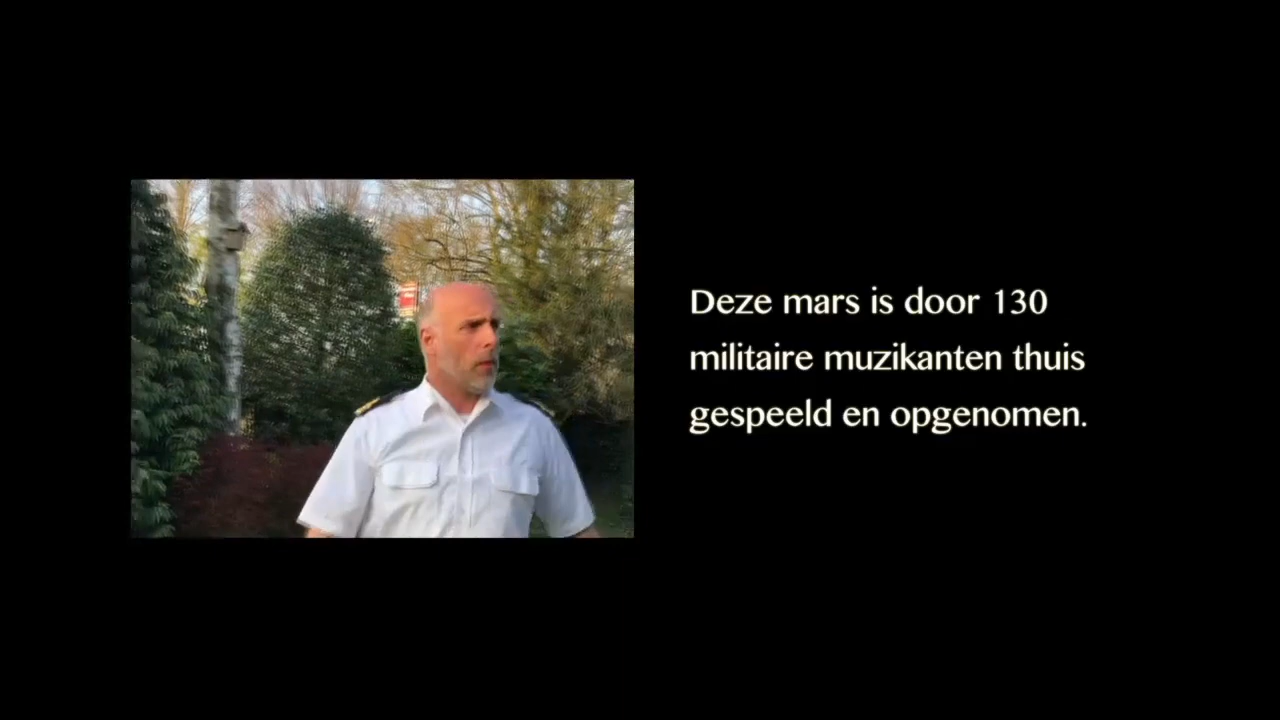 Deze mars is door 130
militaire muzikanten thuis
gespeeld en opgenomen.